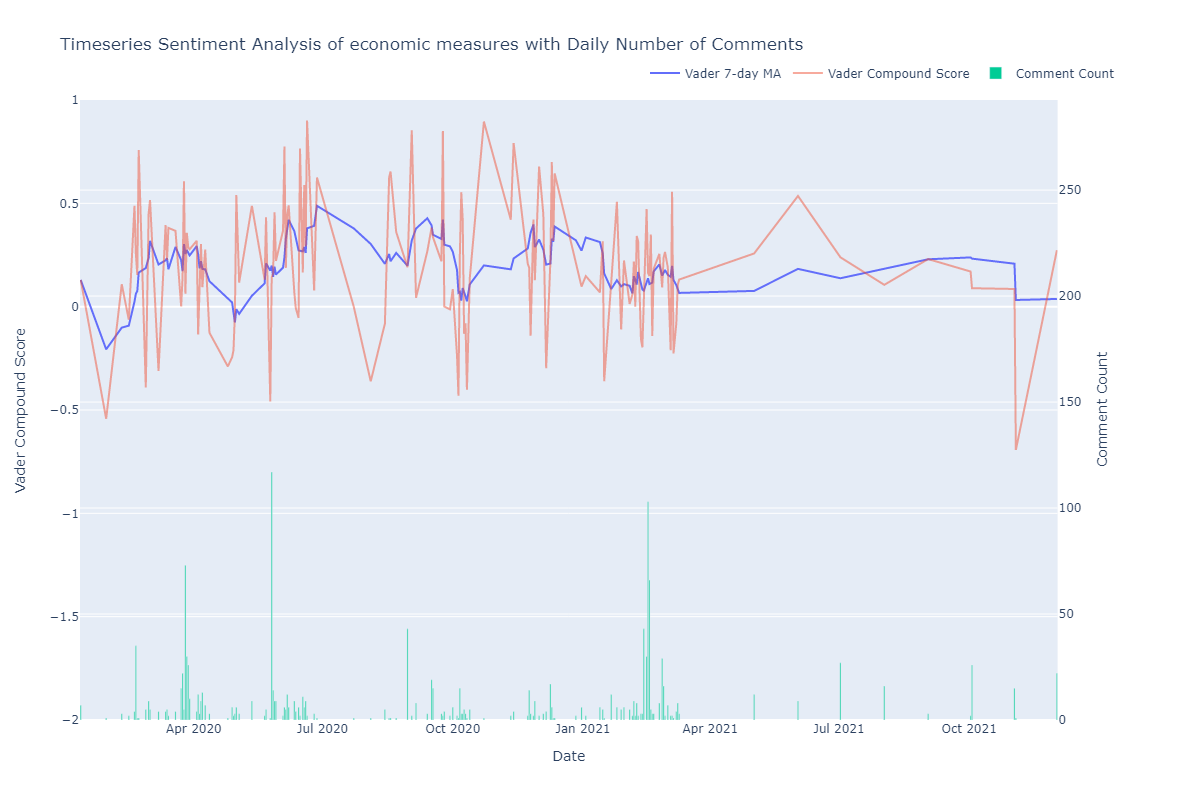 Timeseries Sentiment Analysis of economic measures with Daily Number of Comments
Vader 7-day MA Vader Compound Score Comment Count
1
0.5
0
−0.5
−1
−1.5
−2
Vader Compound Score
250
200
150
100
50
0
Comment Count
Apr 2020 Jul 2020 Oct 2020 Jan 2021 Apr 2021 Jul 2021 Oct 2021
Date